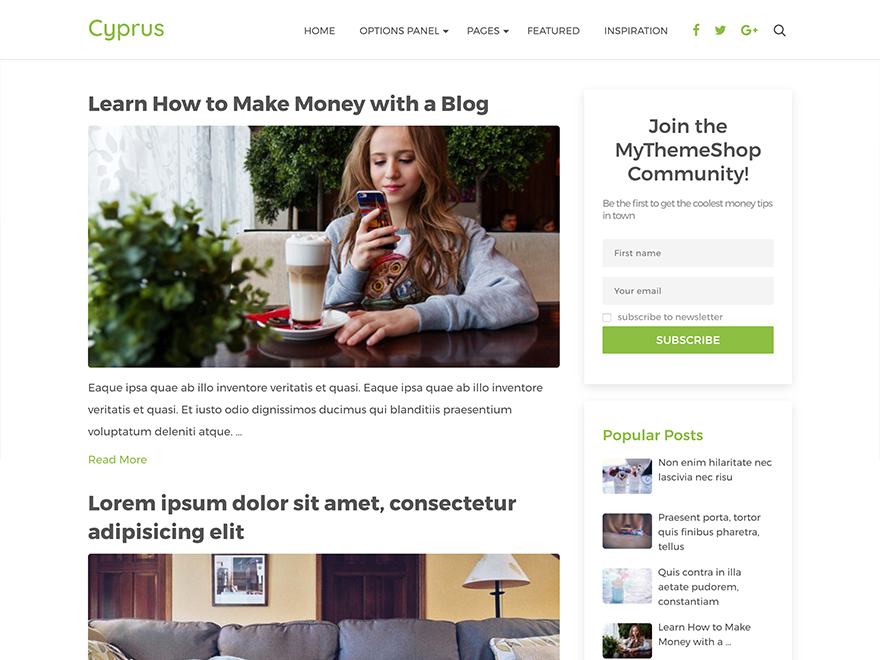 Cyprus
HOME
OPTIONS PANEL
PAGES
FEATURED
INSPIRATION
G+
Learn How to Make Money with a Blog
Eaque ipsa quae ab illo inventore veritatis et quasi. Eaque ipsa quae ab illo inventore
veritatis et quasi. Et iusto odio dignissimos ducimus qui blanditiis praesentium
voluptatum deleniti atque. ...
Read More
Lorem ipsum dolor sit amet, consectetur
adipisicing elit
Join the
MyThemeShop
Community!
Be the first to get the coolest money tips
in town
First name
Your email
subscribe to newsletter
SUBSCRIBE
Popular Posts
Non enim hilaritate nec
lascivia nec risu
Praesent porta, tortor
quis finibus pharetra,
tellus
Quis contra in illa
aetate pudorem,
constantiam
Learn How to Make
Money with a ...